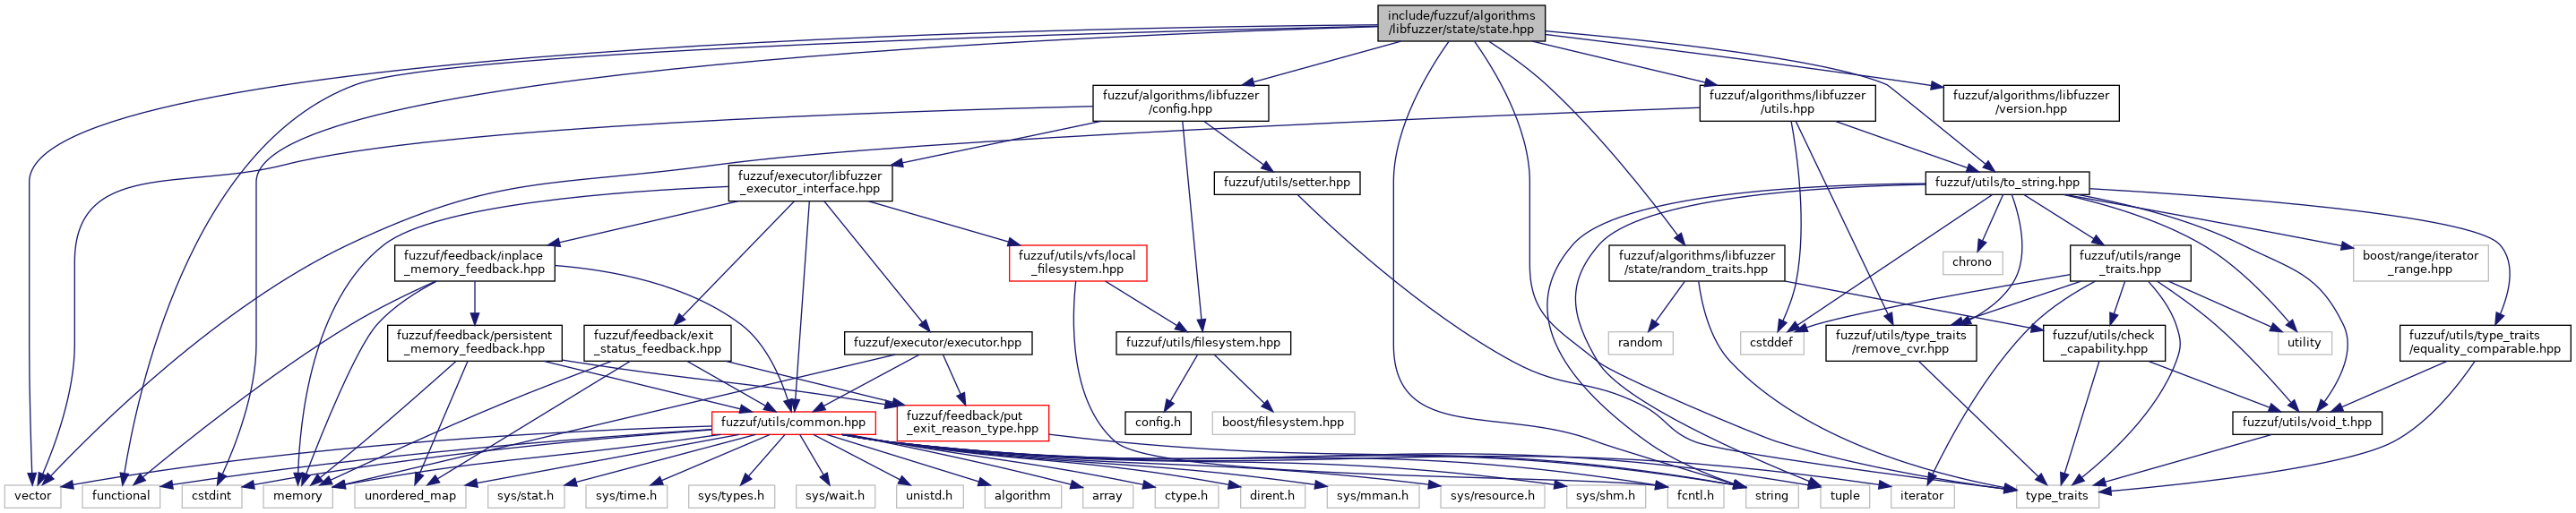 include/fuzzuf/algorithms
/libfuzzer/state/state.hpp
fuzzuf/algorithms/libfuzzer
/config.hpp
fuzzuf/algorithms/libfuzzer
/utils.hpp
fuzzuf/algorithms/libfuzzer
/version.hpp
fuzzuf/executor/libfuzzer
_executor_interface.hpp
fuzzuf/utils/setter.hpp
fuzzuf/utils/to_string.hpp
fuzzuf/feedback/inplace
_memory_feedback.hpp
fuzzuf/utils/vfs/local
_filesystem.hpp
fuzzuf/algorithms/libfuzzer
/state/random_traits.hpp
chrono
fuzzuf/utils/range
_traits.hpp
boost/range/iterator
_range.hpp
fuzzuf/feedback/persistent
_memory_feedback.hpp
fuzzuf/feedback/exit
_status_feedback.hpp
fuzzuf/executor/executor.hpp
fuzzuf/utils/filesystem.hpp
random
cstddef
fuzzuf/utils/type_traits
/remove_cvr.hpp
fuzzuf/utils/check
_capability.hpp
utility
fuzzuf/utils/type_traits
/equality_comparable.hpp
fuzzuf/utils/common.hpp
fuzzuf/feedback/put
_exit_reason_type.hpp
config.h
boost/filesystem.hpp
fuzzuf/utils/void_t.hpp
vector
functional
cstdint
memory
unordered_map
sys/stat.h
sys/time.h
sys/types.h
sys/wait.h
unistd.h
algorithm
array
ctype.h
dirent.h
sys/mman.h
sys/resource.h
sys/shm.h
fcntl.h
string
tuple
iterator
type_traits